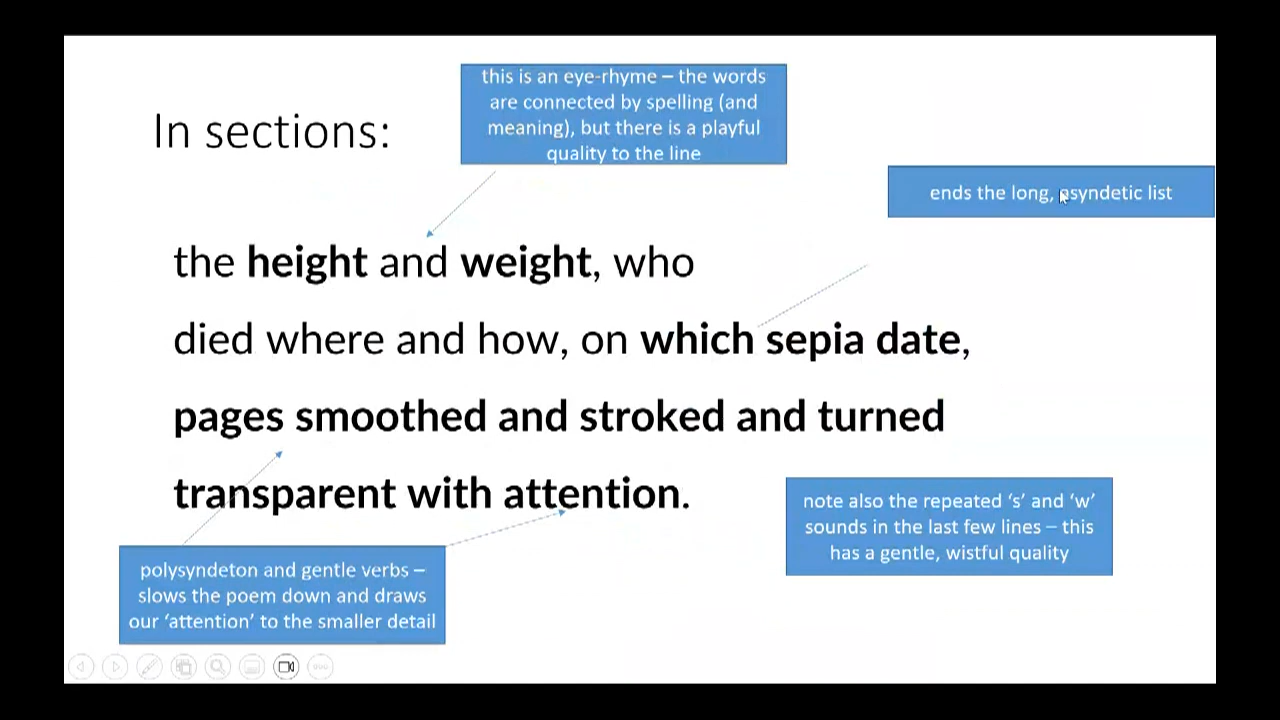 this is an eye-rhyme – the words
are connected by spelling (and
meaning), but there is a playful
quality to the line
In sections:
ends the long, asyndetic list
the height and weight, who
died where and how, on which sepia date,
pages smoothed and stroked and turned
transparent with attention.
note also the repeated ‘s’ and ‘w’
sounds in the last few lines – this
has a gentle, wistful quality
polysyndeton and gentle verbs –
slows the poem down and draws
our ‘attention’ to the smaller detail